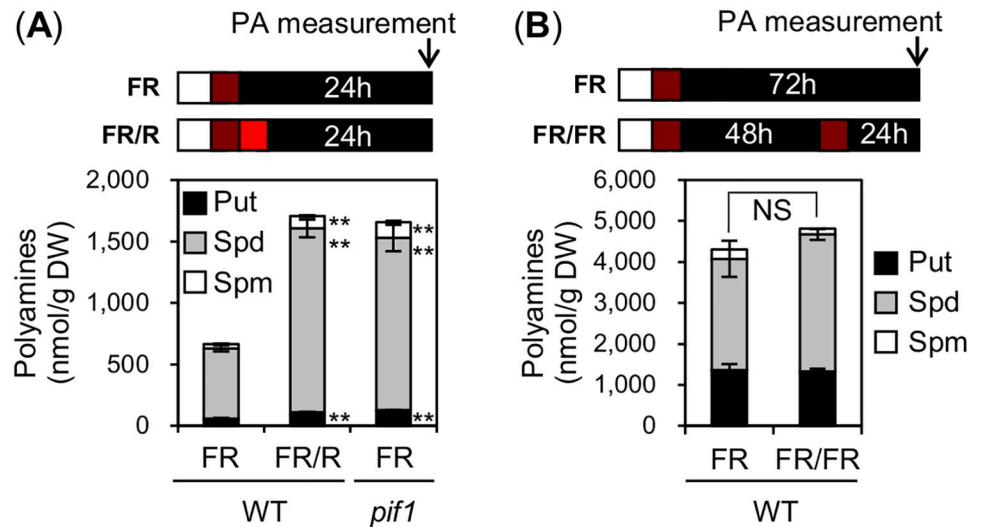 (A)
PA measurement
FR
24h
FR/R
24h
Polyamines
(nmol/g DW)
2,000
1,500
1,000
500
0
Put
Spd
Spm
**
**
**
**
**
**
FR
FR/R
FR
WT
pif1
(B)
PA measurement
FR
72h
FR/FR
48h
24h
Polyamines
(nmol/g DW)
6,000
5,000
4,000
3,000
2,000
1,000
0
NS
Put
Spd
Spm
FR
FR/FR
WT